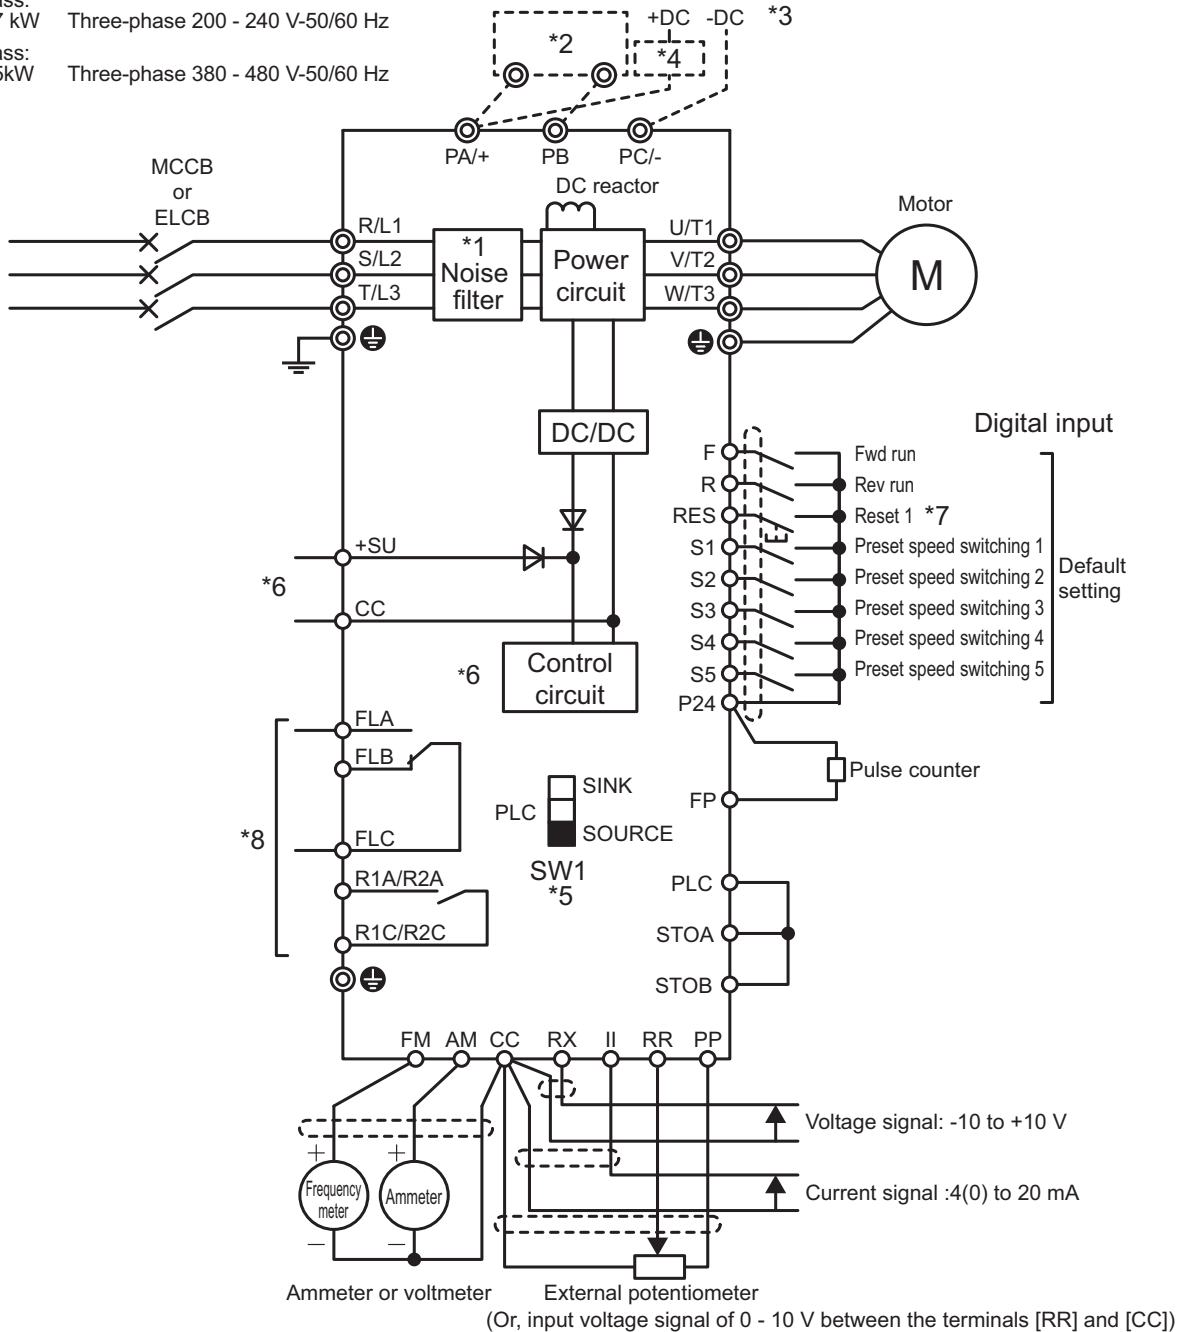 7 kW Three-phase 200 - 240 V-50/60 Hz
5kW Three-phase 380 - 480 V-50/60 Hz
*2
+DC -DC *3
*4
PA/+ PB PC/-
DC reactor
MCCB
or
ELCB
Motor
R/L1
S/L2
T/L3
*1
Noise
filter
Power
circuit
U/T1
V/T2
W/T3
M
DC/DC
Digital input
F Fwd run
R Rev run
RES Reset 1 *7
S1 Preset speed switching 1
S2 Preset speed switching 2
S3 Preset speed switching 3
S4 Preset speed switching 4
S5 Preset speed switching 5
P24
Default
setting
+SU
*6
CC
*6
Control
circuit
FLA
FLB
*8
FLC
R1A/R2A
R1C/R2C
PLC
SINK
SOURCE
SW1
*5
Pulse counter
FP
PLC
STOA
STOB
FM AM CC RX II RR PP
Voltage signal: -10 to +10 V
Current signal :4(0) to 20 mA
+ +
Frequency
meter
Ammeter
— —
Ammeter or voltmeter
External potentiometer
(Or, input voltage signal of 0 - 10 V between the terminals [RR] and [CC])